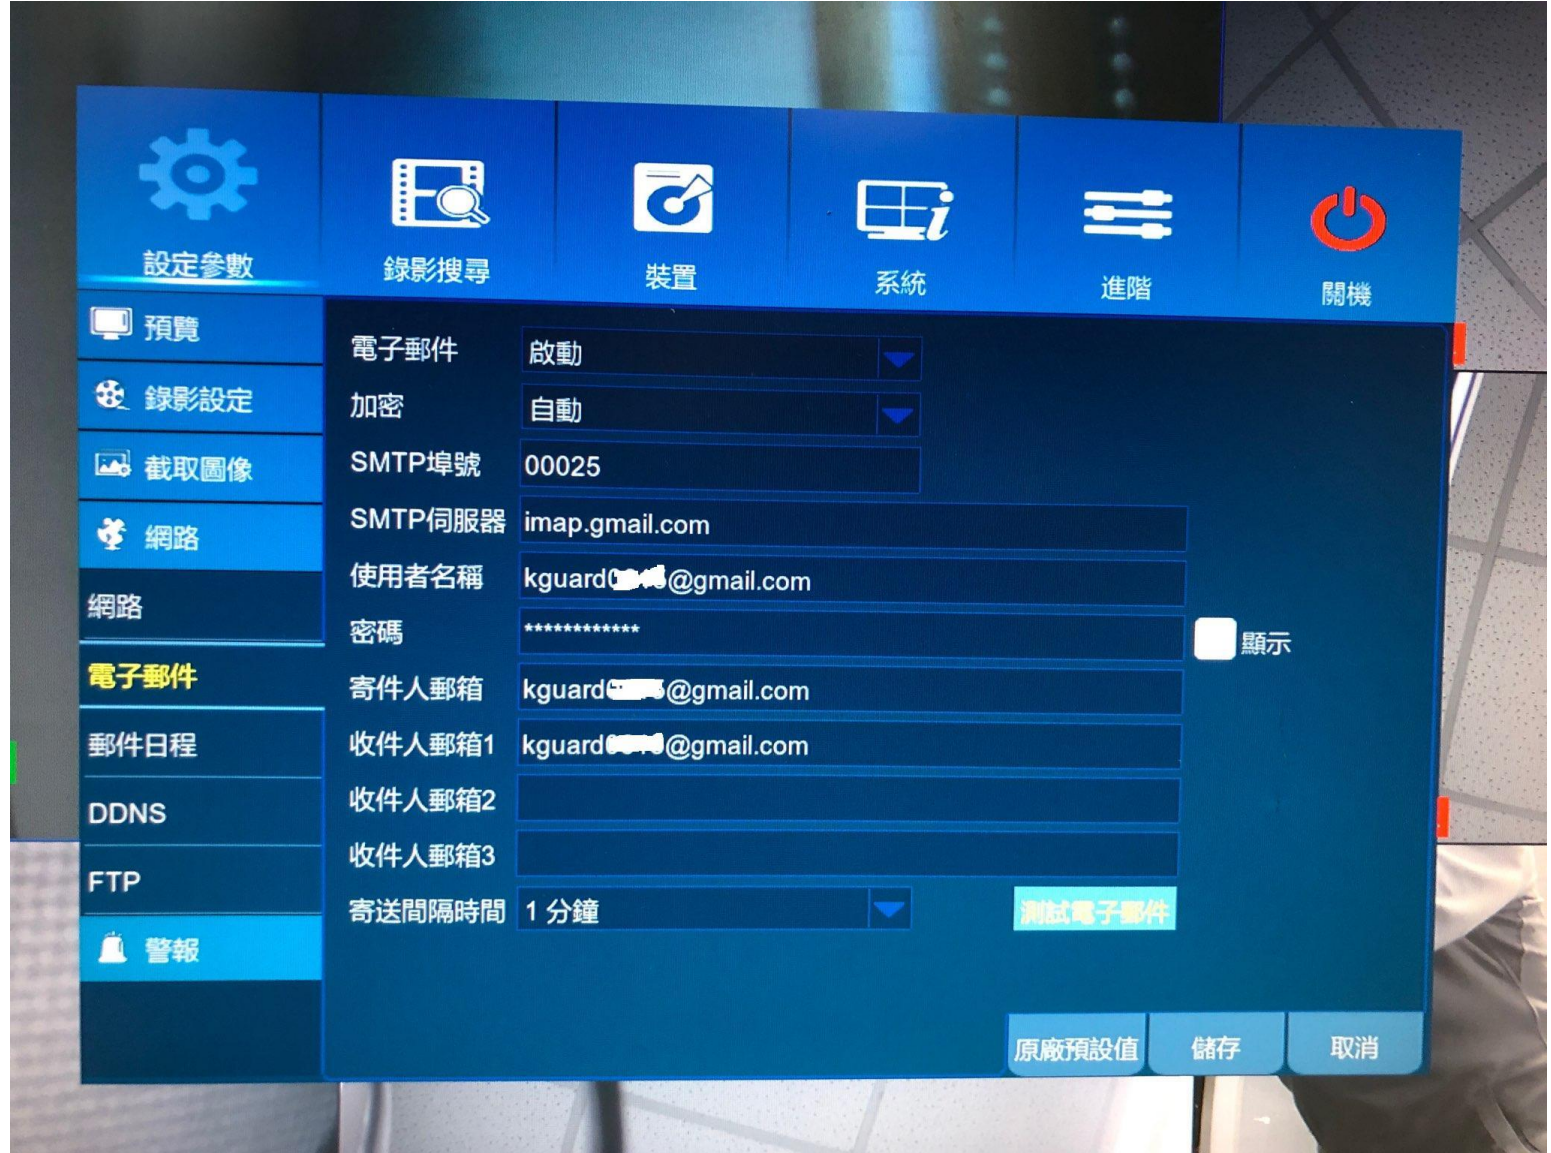 設定參數
錄影搜尋
裝置
系統
進階
關機
預覽
錄影設定
截取圖像
網路
網路
電子郵件
郵件日程
DDNS
FTP
警報
電子郵件 啟動
加密 自動
SMTP埠號 00025
SMTP伺服器 imap.gmail.com
使用者名稱 kguard @gmail.com
密碼 ************ 顯示
寄件人郵箱 kguard @gmail.com
收件人郵箱1 kguard @gmail.com
收件人郵箱2
收件人郵箱3
寄送間隔時間 1 分鐘 測試電子郵件
原廠預設值 儲存 取消